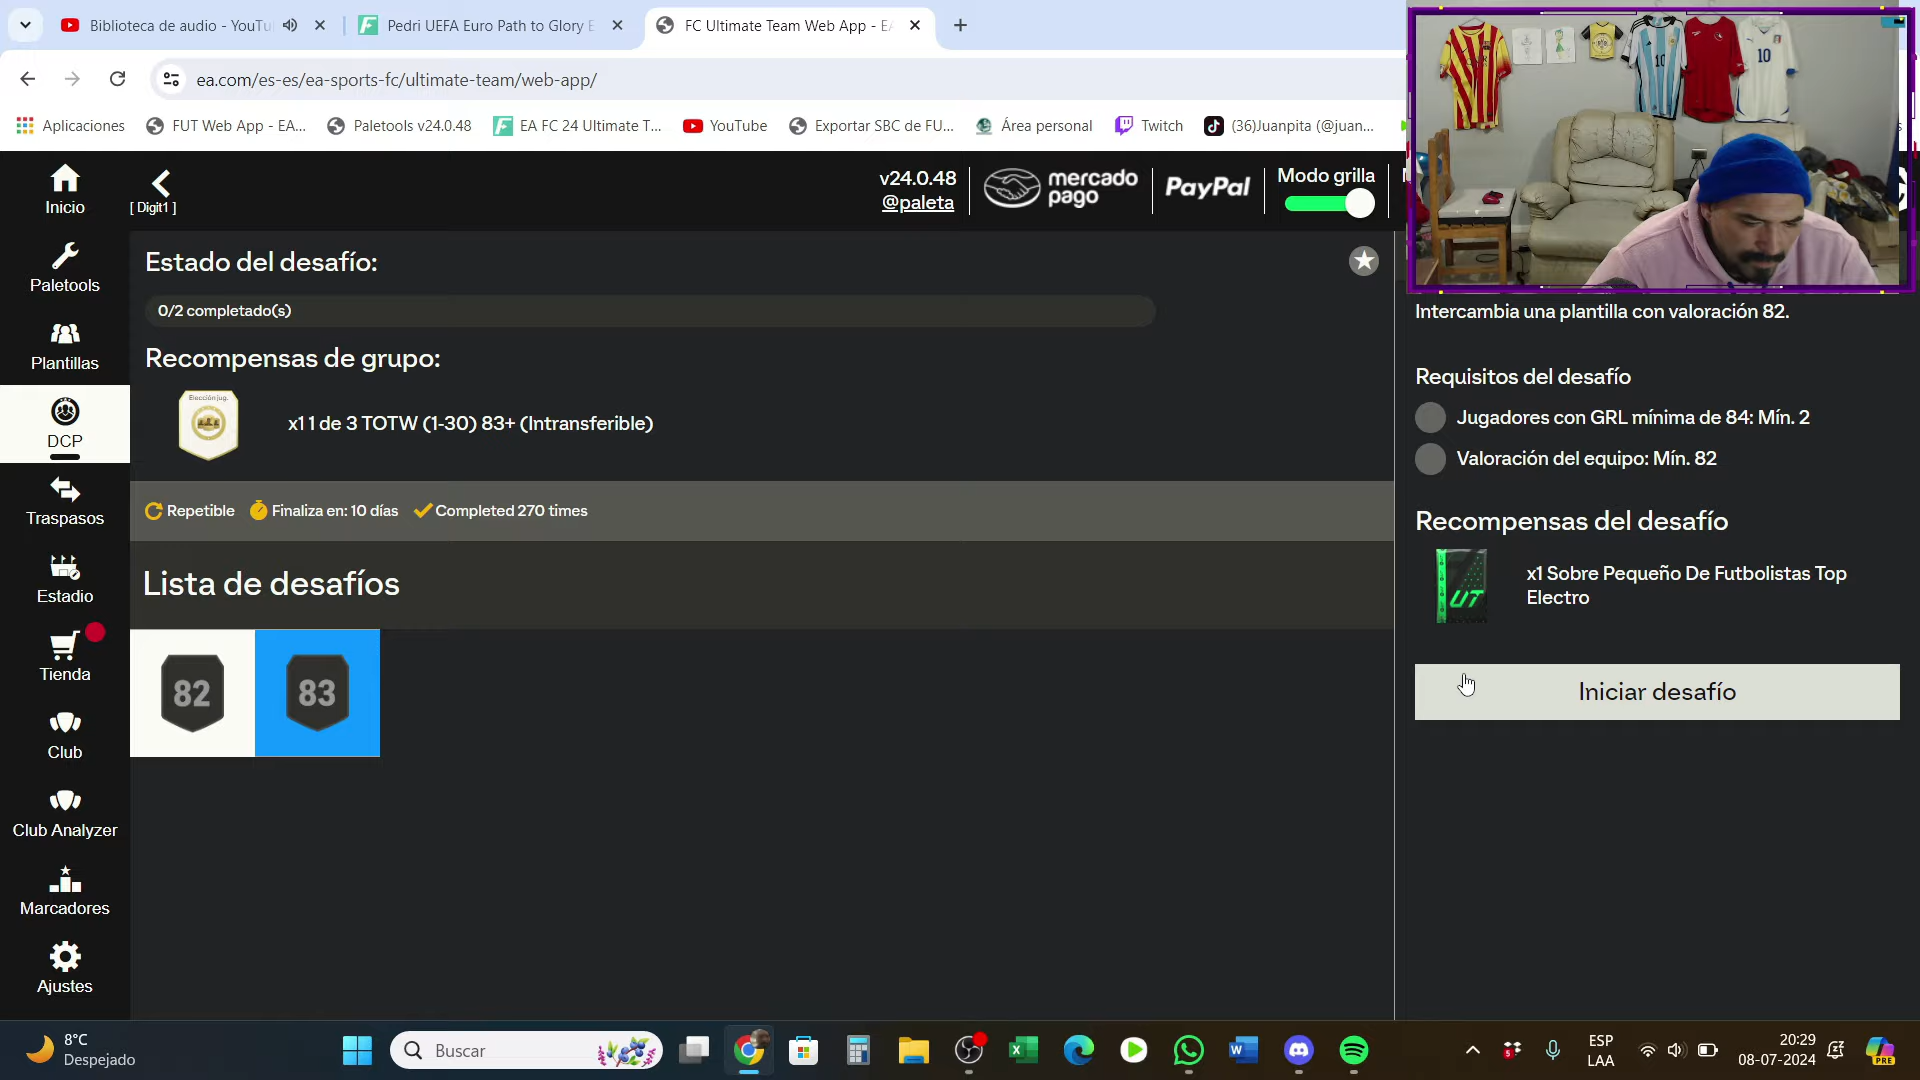 Biblioteca de audio - YouTu
Pedri UEFA Euro Path to Glory E
FC Ultimate Team Web App - EA
ea.com/es-es/ea-sports-fc/ultimate-team/web-app/
Aplicaciones
FUT Web App - EA...
Paletools v24.0.48
EA FC 24 Ultimate T...
YouTube
Exportar SBC de FU...
Área personal
Twitch
(36)Juanpita (@juan...
Inicio
[ Digit1 ]
v24.0.48
@paleta
mercado
pago
PayPal
Modo grilla
10
10
Paletools
Plantillas
DCP
Traspasos
Estadio
Tienda
Club
Club Analyzer
Marcadores
Ajustes
Estado del desafío:
0/2 completado(s)
Recompensas de grupo:
Elección jug.
x1 1 de 3 TOTW (1-30) 83+ (Intransferible)
Repetible
Finaliza en: 10 días
Completed 270 times
Lista de desafíos
82
83
Intercambia una plantilla con valoración 82.
Requisitos del desafío
Jugadores con GRL mínima de 84: Mín. 2
Valoración del equipo: Mín. 82
Recompensas del desafío
UT
x1 Sobre Pequeño De Futbolistas Top
Electro
Iniciar desafío
8°C
Despejado
Buscar
ESP
LAA
20:29
08-07-2024
PRE